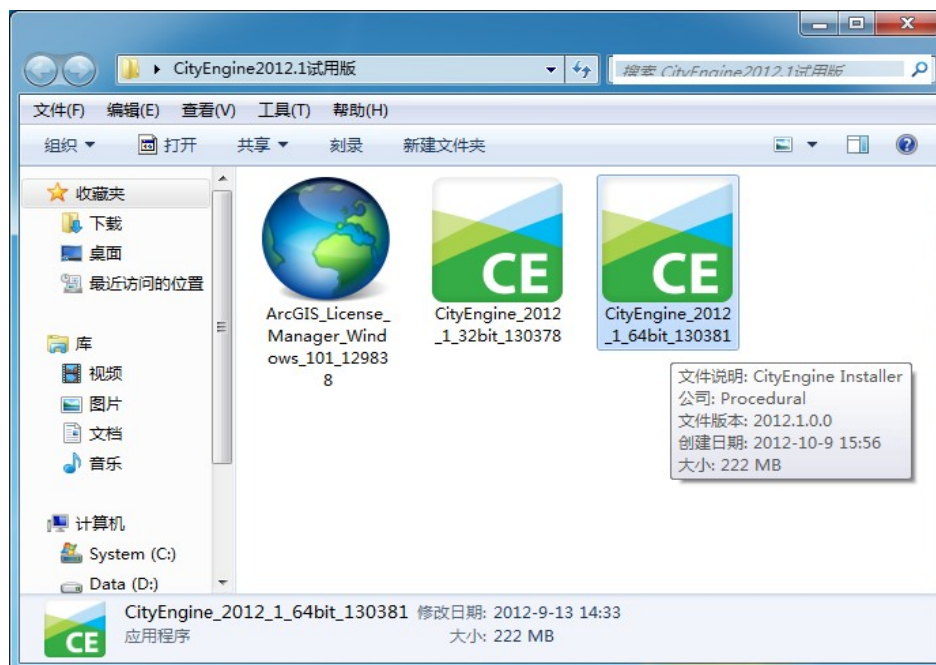 CityEngine2012.1试用版
搜索 CityEngine2012.1试用版
文件(F) 编辑(E) 查看(V) 工具(T) 帮助(H)
组织 打开 共享 刻录 新建文件夹
收藏夹
下载
桌面
最近访问的位置
库
视频
图片
文档
音乐
计算机
System (C:)
Data (D:)
ArcGIS_License_
Manager_Wind
ows_101_12983
8
CE
CityEngine_2012
_1_32bit_130378
CE
CityEngine_2012
_1_64bit_130381
文件说明: CityEngine Installer
公司: Procedural
文件版本: 2012.1.0.0
创建日期: 2012-10-9 15:56
大小: 222 MB
CE
CityEngine_2012_1_64bit_130381 修改日期: 2012-9-13 14:33
应用程序 大小: 222 MB